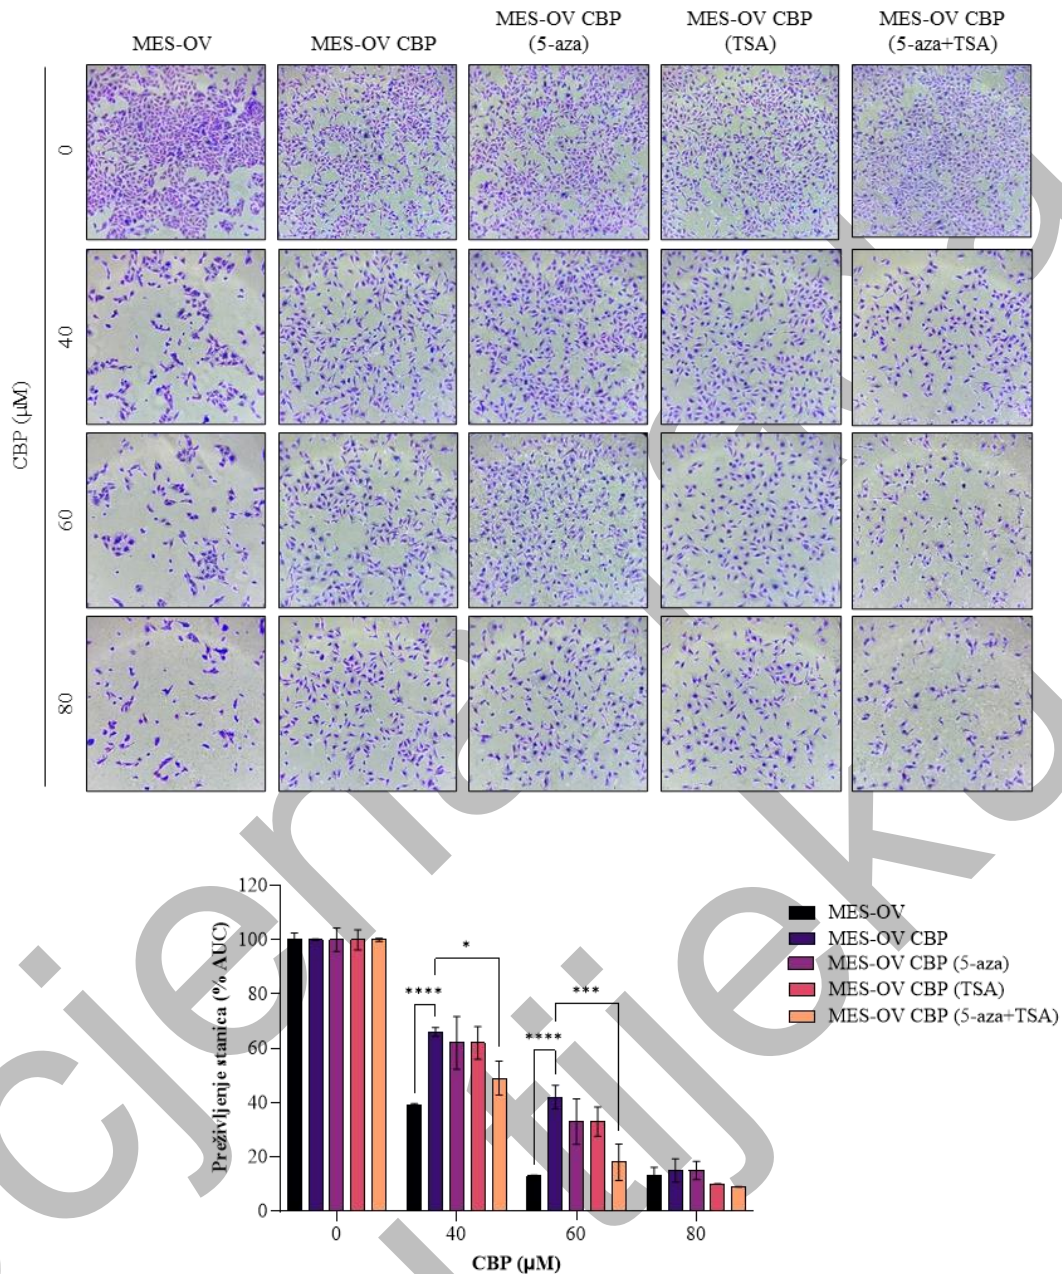 MES-OV
MES-OV CBP
MES-OV CBP
(5-aza)
MES-OV CBP
(TSA)
MES-OV CBP
(5-aza+TSA)
CBP (µM)
0
40
60
80
Preživljenje stanica (% AUC)
120
100
80
60
40
20
0
****
*
****
***
0
40
60
80
CBP (µM)
MES-OV
MES-OV CBP
MES-OV CBP (5-aza)
MES-OV CBP (TSA)
MES-OV CBP (5-aza+TSA)